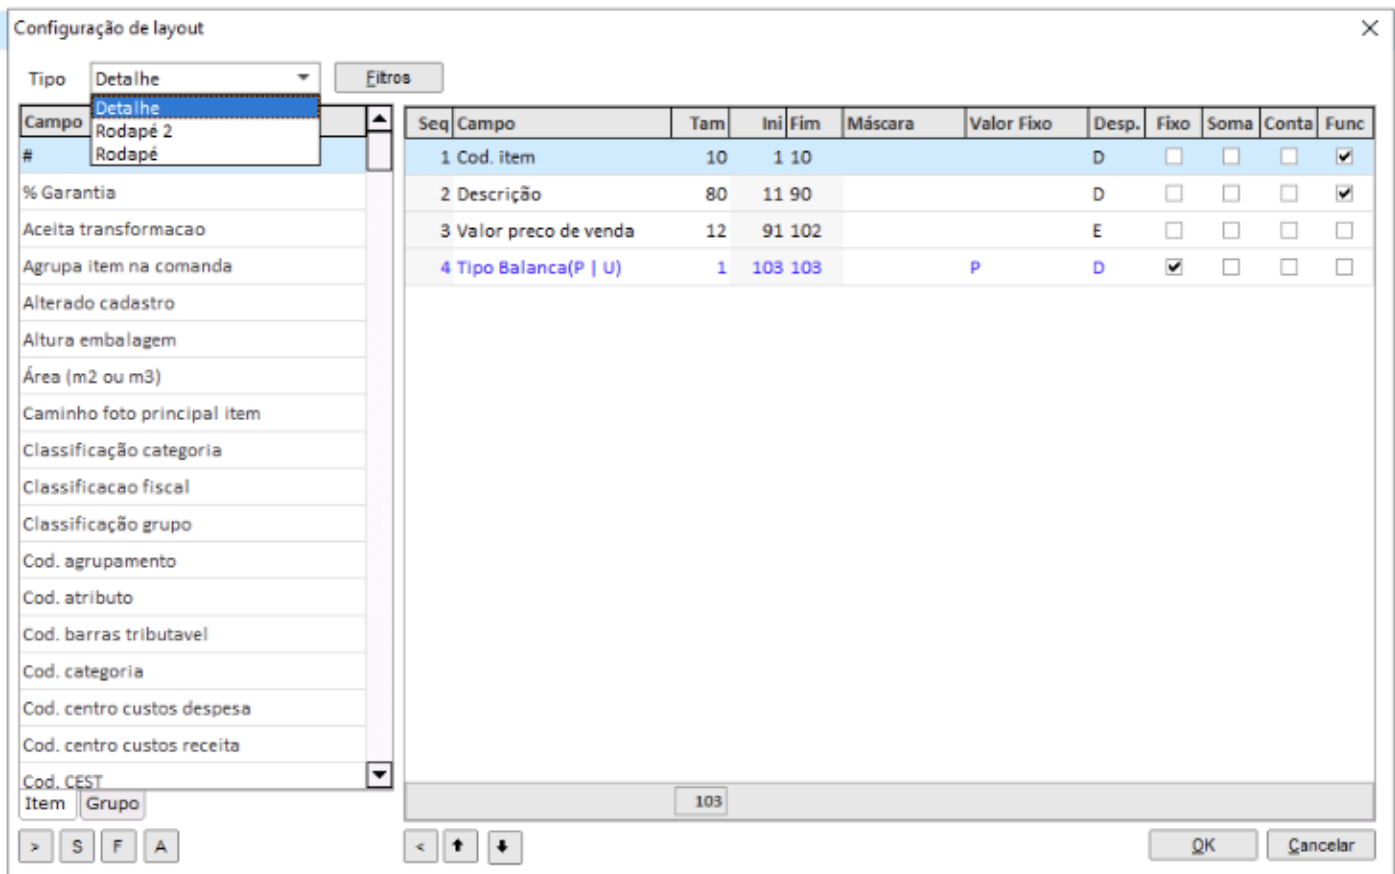 Configuração de layout
Tipo Detalhe Filtros
Detalhe
Rodapé 2
Rodapé
Campo
#
% Garantia
Aceita transformacao
Agrupa item na comanda
Alterado cadastro
Altura embalagem
Área (m2 ou m3)
Caminho foto principal item
Classificação categoria
Classificacao fiscal
Classificação grupo
Cod. agrupamento
Cod. atributo
Cod. barras tributavel
Cod. categoria
Cod. centro custos despesa
Cod. centro custos receita
Cod. CEST
Item Grupo
> S F A
Seq Campo Tam Ini Fim Máscara Valor Fixo Desp. Fixo Soma Conta Func
1 Cod. item 10 1 10 D
2 Descrição 80 11 90 D
3 Valor preco de venda 12 91 102 E
4 Tipo Balanca(P | U) 1 103 103 P D
103
<
OK Cancelar